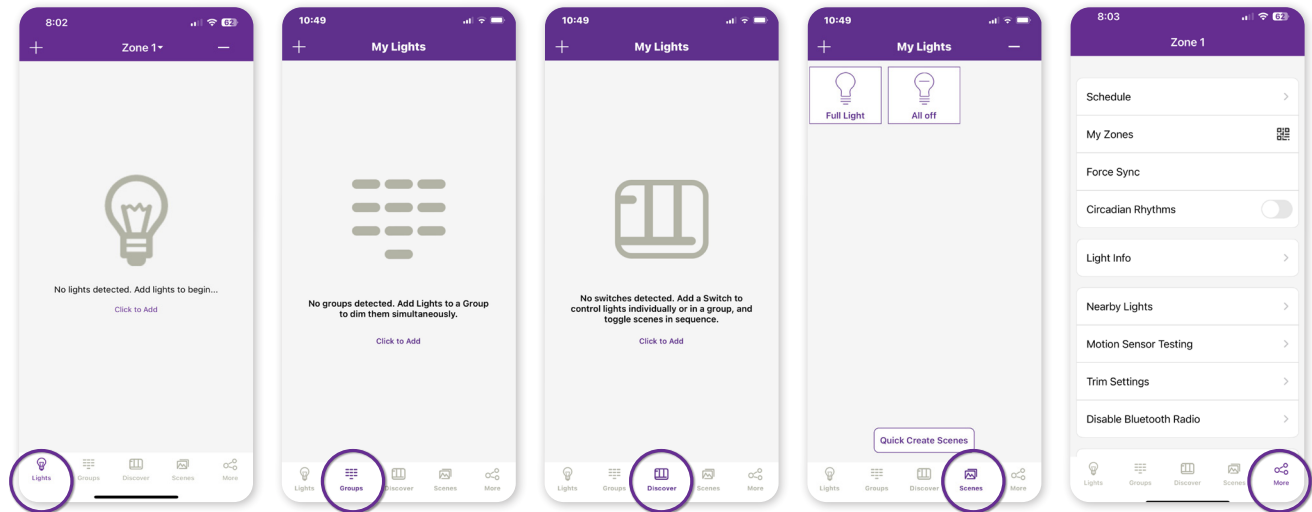 8:02
62
Zone 1
No lights detected. Add lights to begin...
Click to Add
Lights
Groups
Discover
Scenes
More
10:49
My Lights
No groups detected. Add Lights to a Group
to dim them simultaneously.
Click to Add
Lights
Groups
Discover
Scenes
More
10:49
My Lights
No switches detected. Add a Switch to
control lights individually or in a group, and
toggle scenes in sequence.
Click to Add
Lights
Groups
Discover
Scenes
More
10:49
My Lights
Full Light
All off
Quick Create Scenes
Lights
Groups
Discover
Scenes
More
8:03
62
Zone 1
Schedule
My Zones
Force Sync
Circadian Rhythms
Light Info
Nearby Lights
Motion Sensor Testing
Trim Settings
Disable Bluetooth Radio
Lights
Groups
Discover
Scenes
More